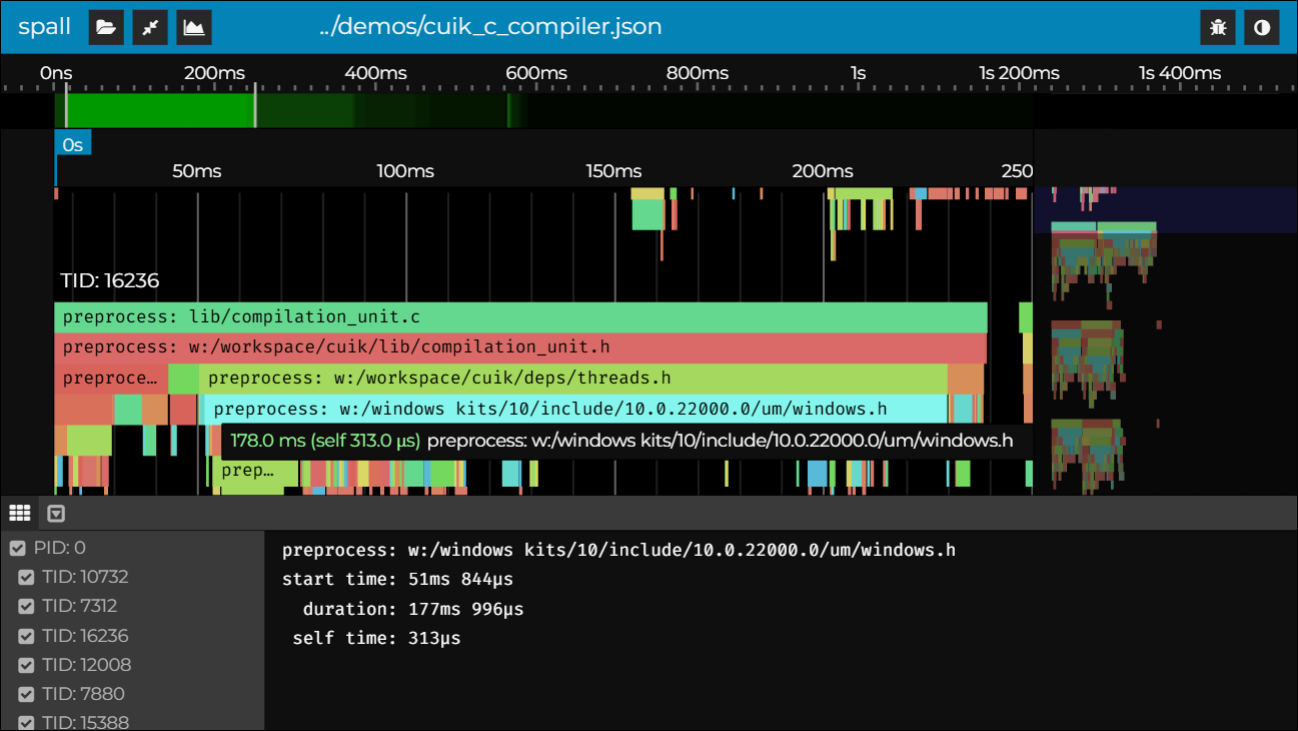 spall ../demos/cuik_c_compiler.json
0ns 200ms 400ms 600ms 800ms 1s 1s 200ms 1s 400ms
0s
50ms 100ms 150ms 200ms 250
TID: 16236
preprocess: lib/compilation_unit.c
preprocess: w:/workspace/cuik/lib/compilation_unit.h
preproce… preprocess: w:/workspace/cuik/deps/threads.h
preprocess: w:/windows kits/10/include/10.0.22000.0/um/windows.h
178.0 ms (self 313.0 µs) preprocess: w:/windows kits/10/include/10.0.22000.0/um/windows.h
prep…
PID: 0
TID: 10732
TID: 7312
TID: 16236
TID: 12008
TID: 7880
TID: 15388
preprocess: w:/windows kits/10/include/10.0.22000.0/um/windows.h
start time: 51ms 844µs
duration: 177ms 996µs
self time: 313µs